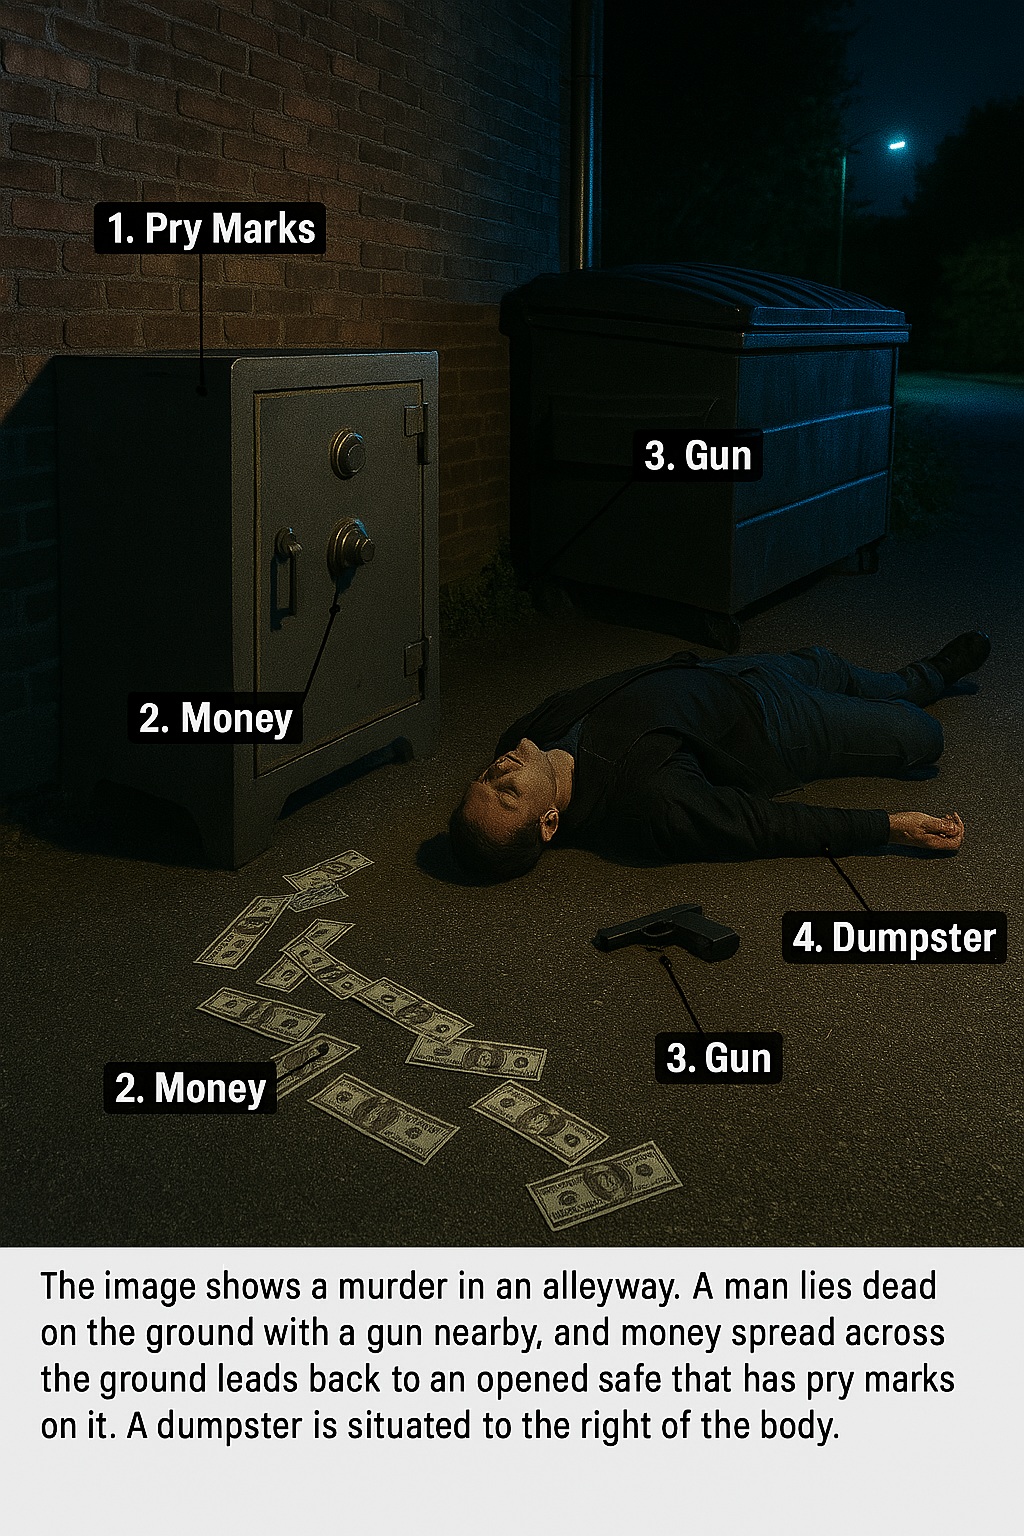 1. Pry Marks
3. Gun
2. Money
4. Dumpster
3. Gun
2. Money
The image shows a murder in an alleyway. A man lies dead
on the ground with a gun nearby, and money spread across
the ground leads back to an opened safe that has pry marks
on it. A dumpster is situated to the right of the body.